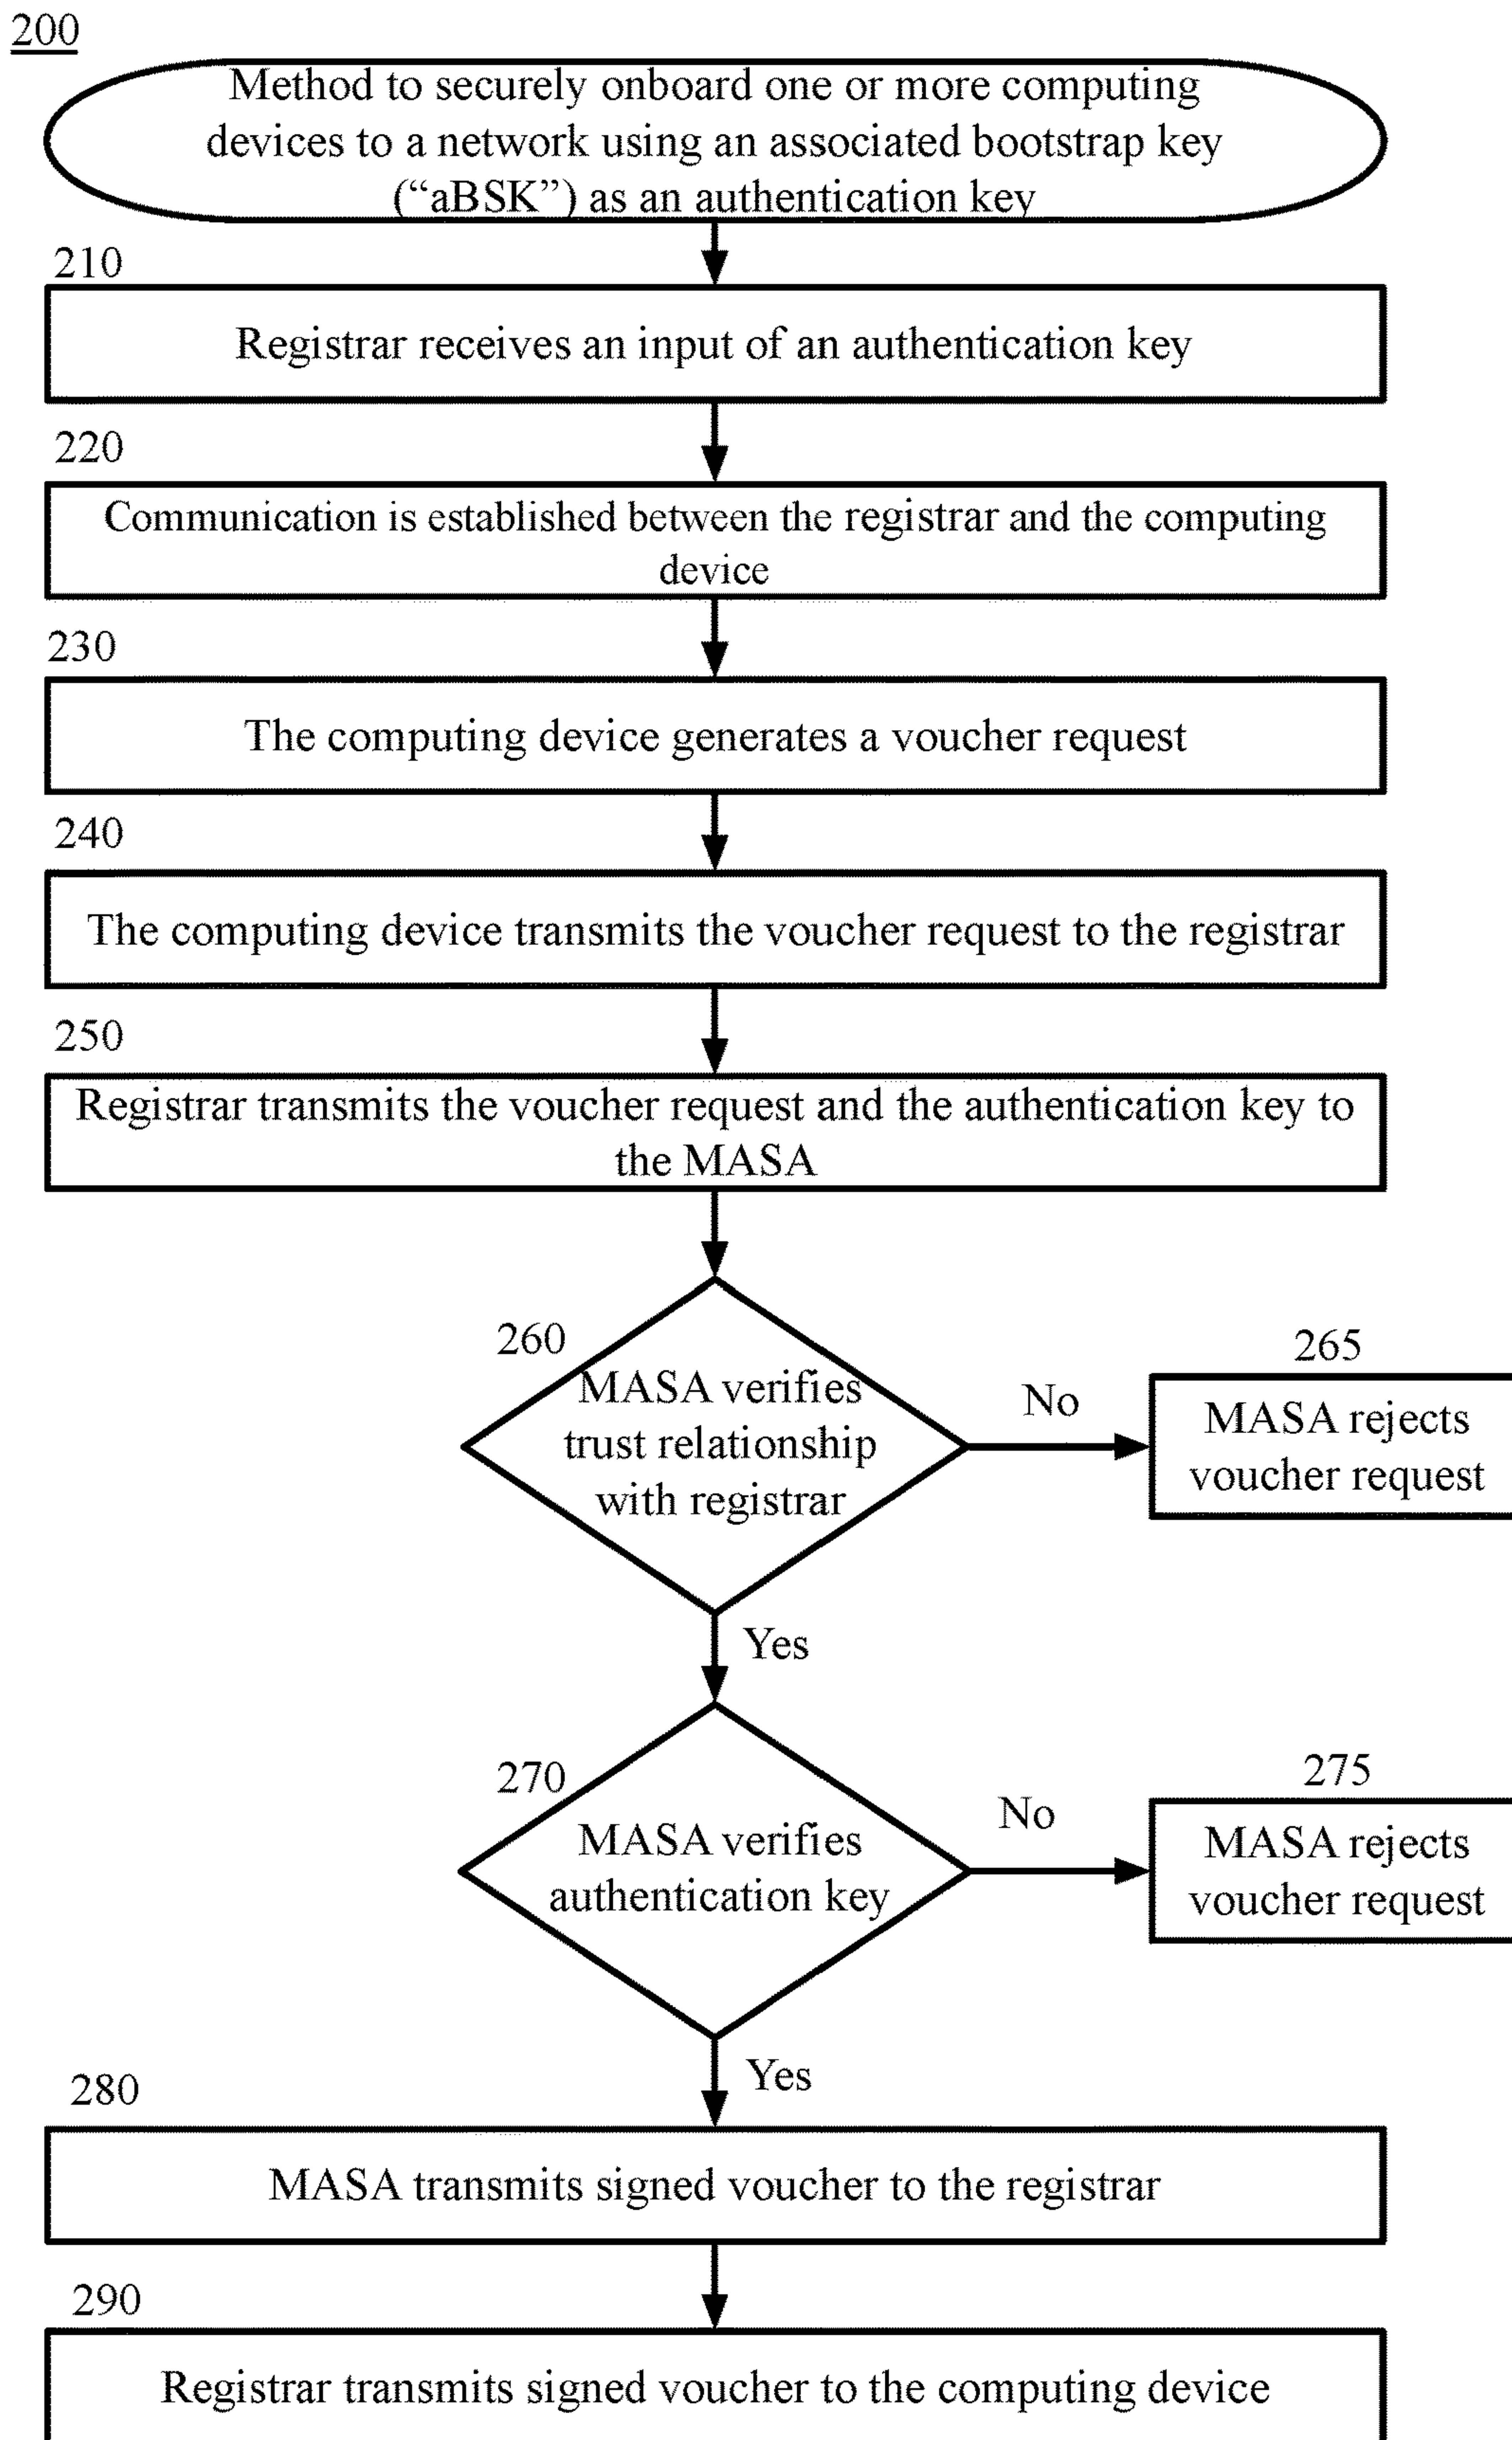 200
Method to securely onboard one or more computing
devices to a network using an associated bootstrap key
(“aBSK”) as an authentication key
210
Registrar receives an input of an authentication key
220
Communication is established between the registrar and the computing
device
230
The computing device generates a voucher request
240
The computing device transmits the voucher request to the registrar
250
Registrar transmits the voucher request and the authentication key to
the MASA
260
MASA verifies
trust relationship
with registrar
No
265
MASA rejects
voucher request
Yes
270
MASA verifies
authentication key
No
275
MASA rejects
voucher request
Yes
280
MASA transmits signed voucher to the registrar
290
Registrar transmits signed voucher to the computing device